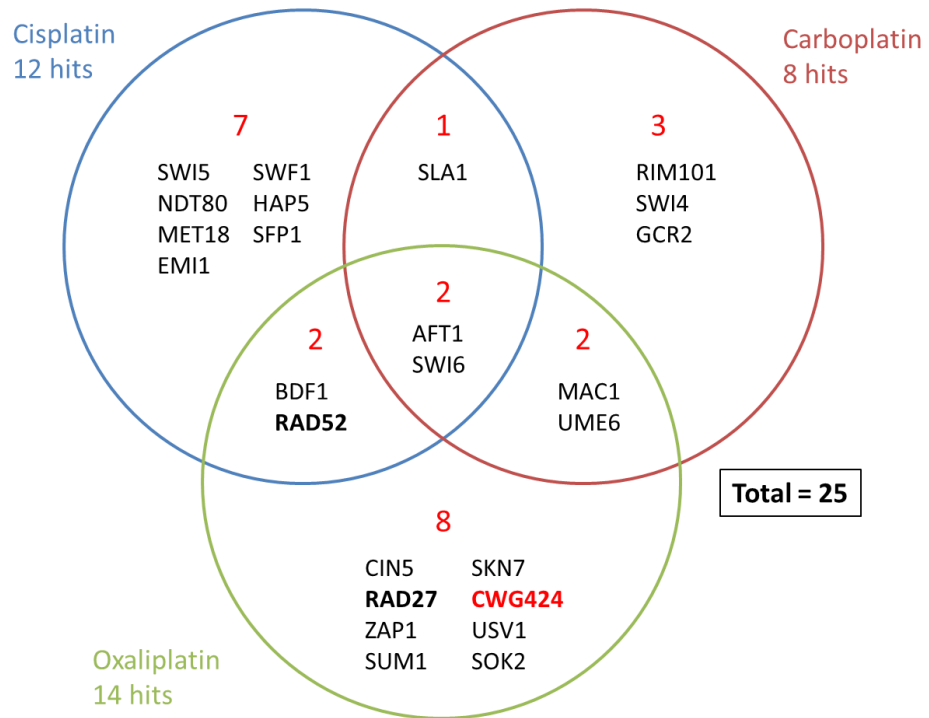 Cisplatin
12 hits
Carboplatin
8 hits
7
SWI5 SWF1
NDT80 HAP5
MET18 SFP1
EMI1
1
SLA1
3
RIM101
SWI4
GCR2
2
BDF1
RAD52
2
AFT1
SWI6
2
MAC1
UME6
Total = 25
8
CIN5 SKN7
RAD27 CWG424
ZAP1 USV1
SUM1 SOK2
Oxaliplatin
14 hits